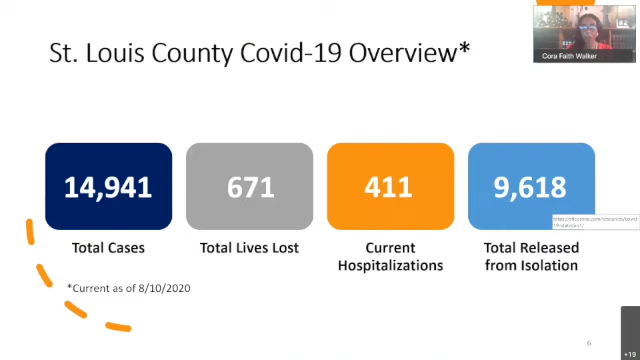 St. Louis County Covid-19 Overview*
Cora Faith Walker
14,941
671
411
9,618
Total Cases
Total Lives Lost
Current
Hospitalizations
Total Released
from Isolation
*Current as of 8/10/2020
6
+19